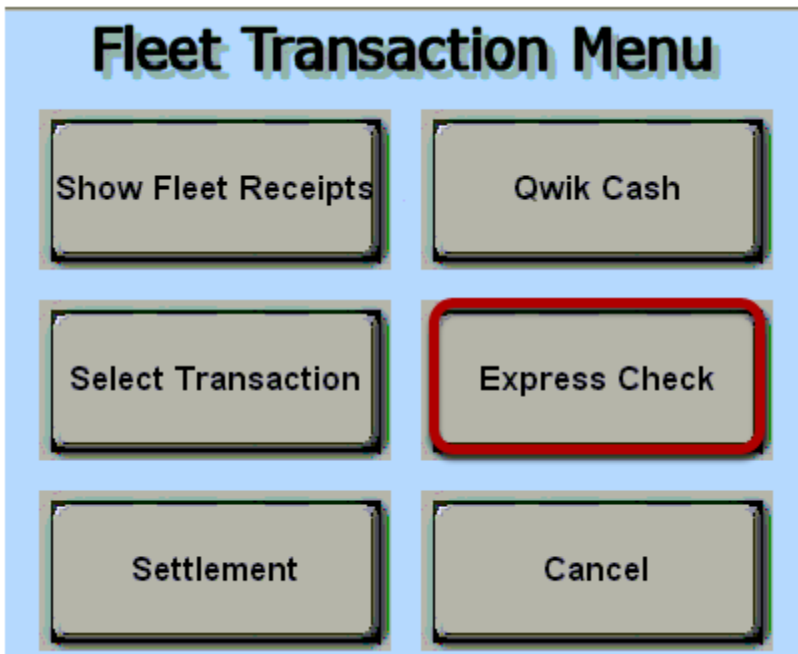 Fleet Transaction Menu
Show Fleet Receipts
Qwik Cash
Select Transaction
Express Check
Settlement
Cancel